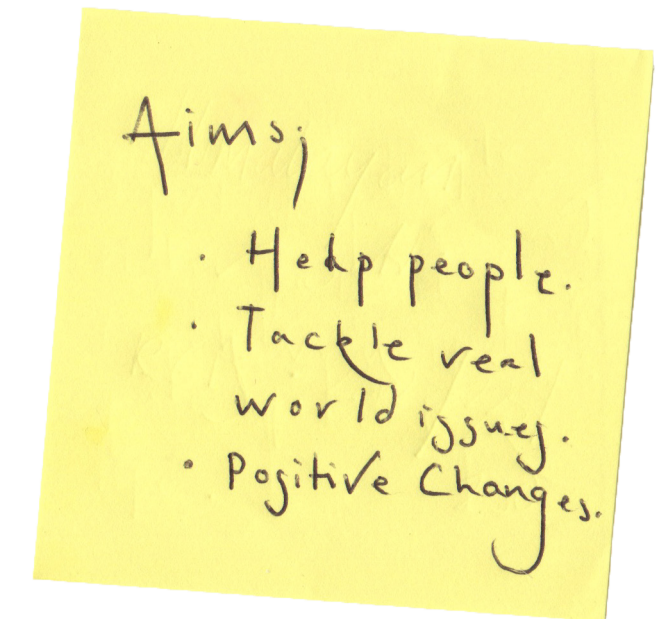 Aims;
· Help people.
· Tackle real
world issues.
· Positive Changes.